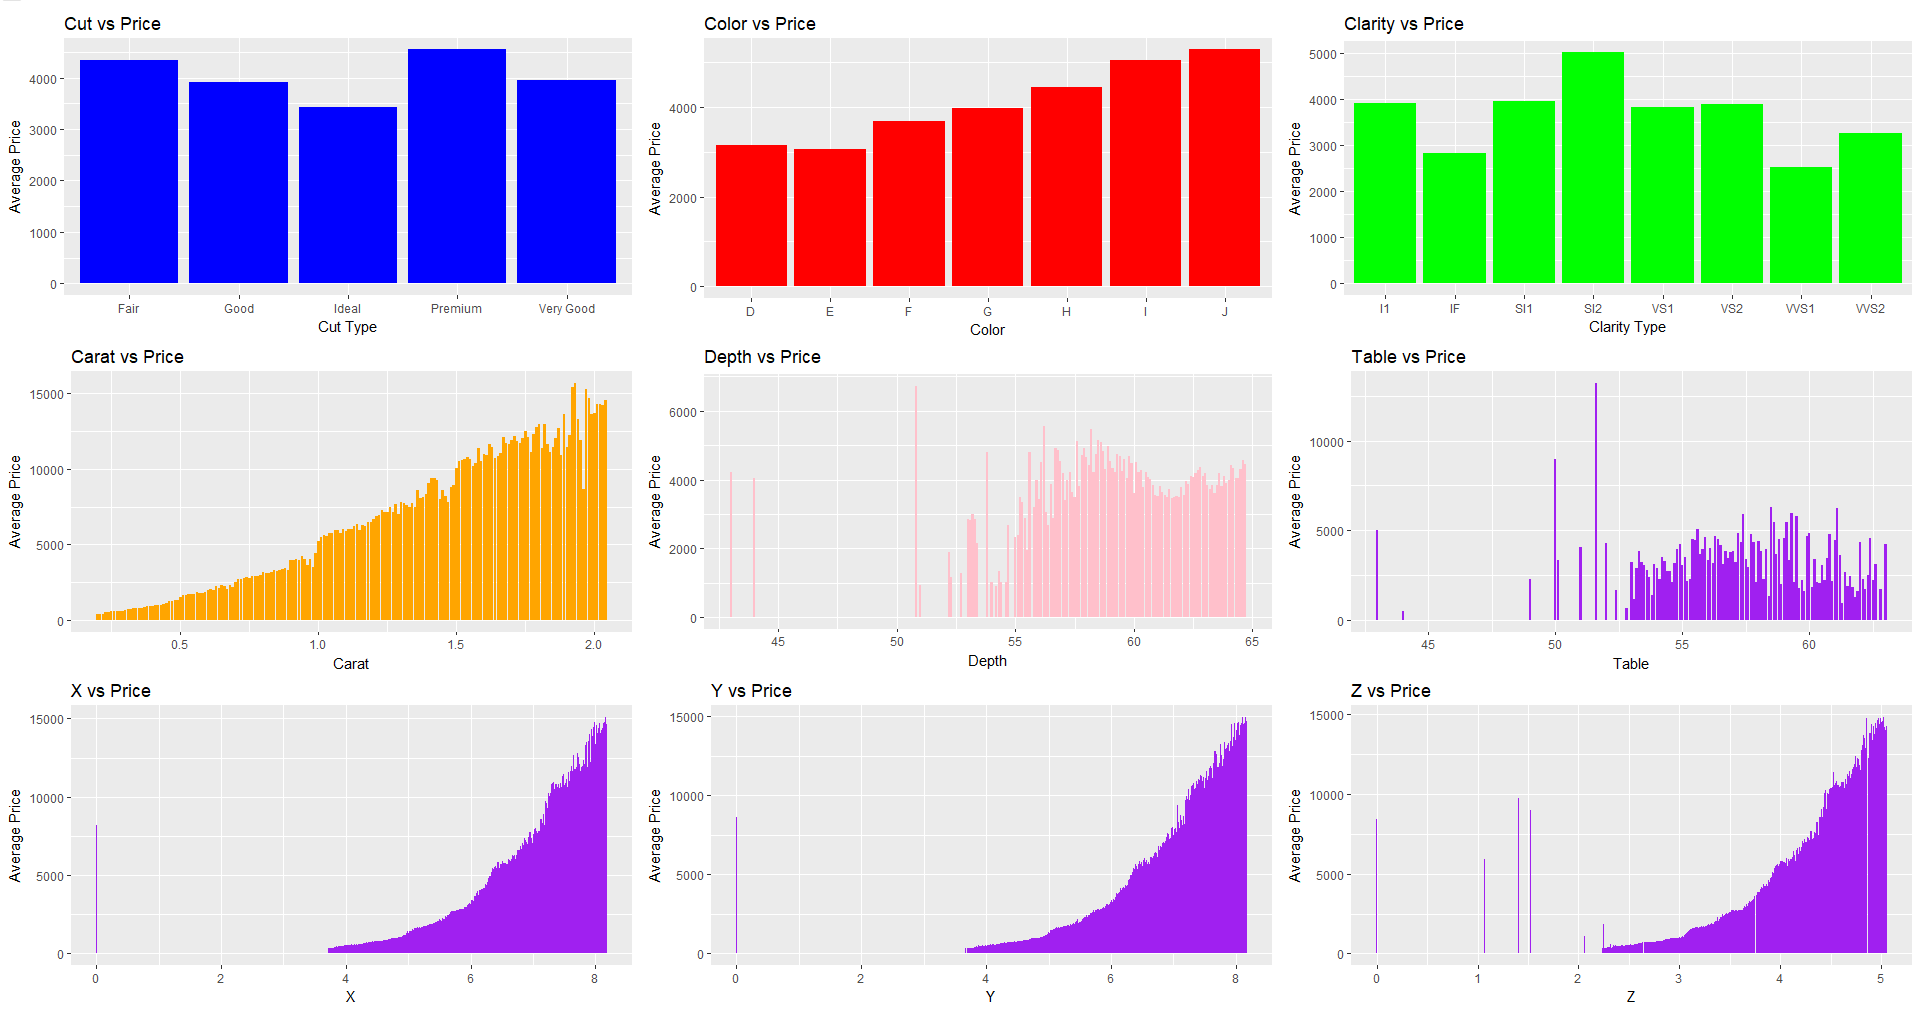 Cut vs Price
Average Price
4000
3000
2000
1000
0
Fair Good Ideal Premium Very Good
Cut Type
Color vs Price
Average Price
4000
2000
0
D E F G H I J
Color
Clarity vs Price
Average Price
5000
4000
3000
2000
1000
0
I1 IF SI1 SI2 VS1 VS2 VVS1 VVS2
Clarity Type
Carat vs Price
Average Price
15000
10000
5000
0
0.5 1.0 1.5 2.0
Carat
Depth vs Price
Average Price
6000
4000
2000
0
45 50 55 60 65
Depth
Table vs Price
Average Price
10000
5000
0
45 50 55 60
Table
X vs Price
Average Price
15000
10000
5000
0
0 2 4 6 8
X
Y vs Price
Average Price
15000
10000
5000
0
0 2 4 6 8
Y
Z vs Price
Average Price
15000
10000
5000
0
0 1 2 3 4 5
Z